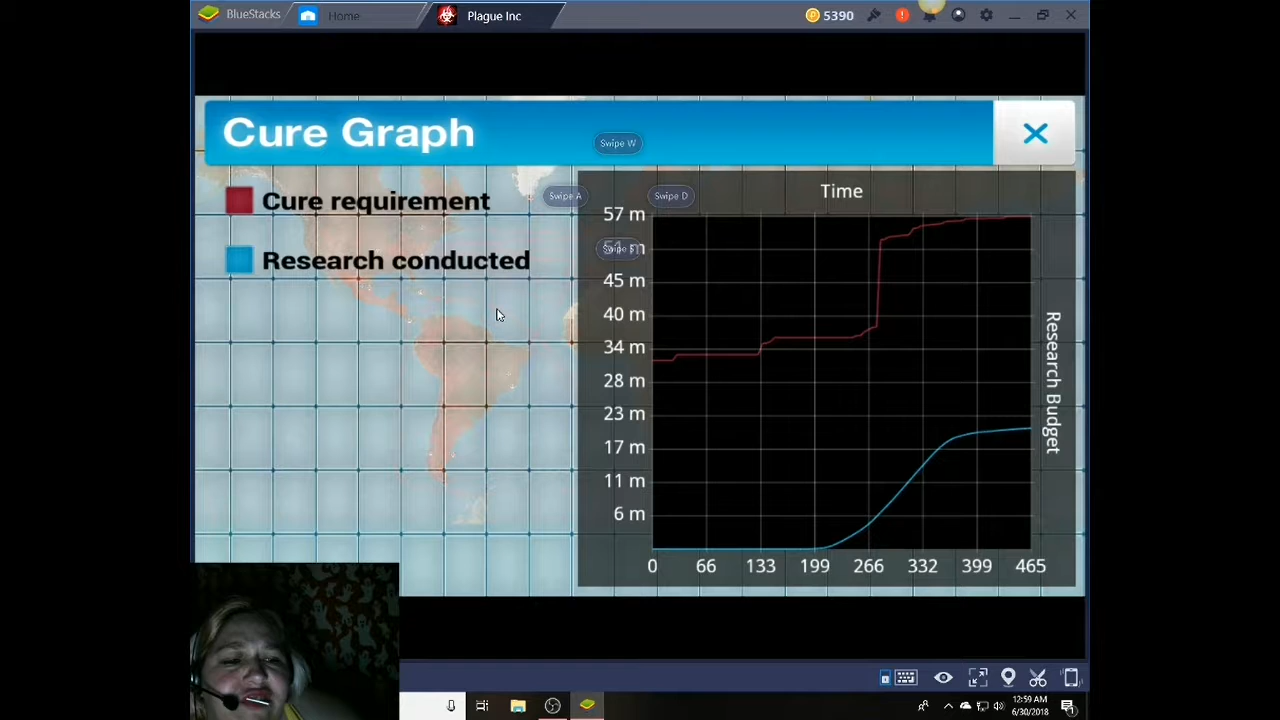 BlueStacks
Home
Plague Inc
5390
Cure Graph
Swipe W
Cure requirement
Swipe A
Swipe D
Time
57 m
Research conducted
45 m
40 m
34 m
28 m
23 m
17 m
11 m
6 m
Research Budget
0 66 133 199 266 332 399 465
12:59 AM
6/30/2018